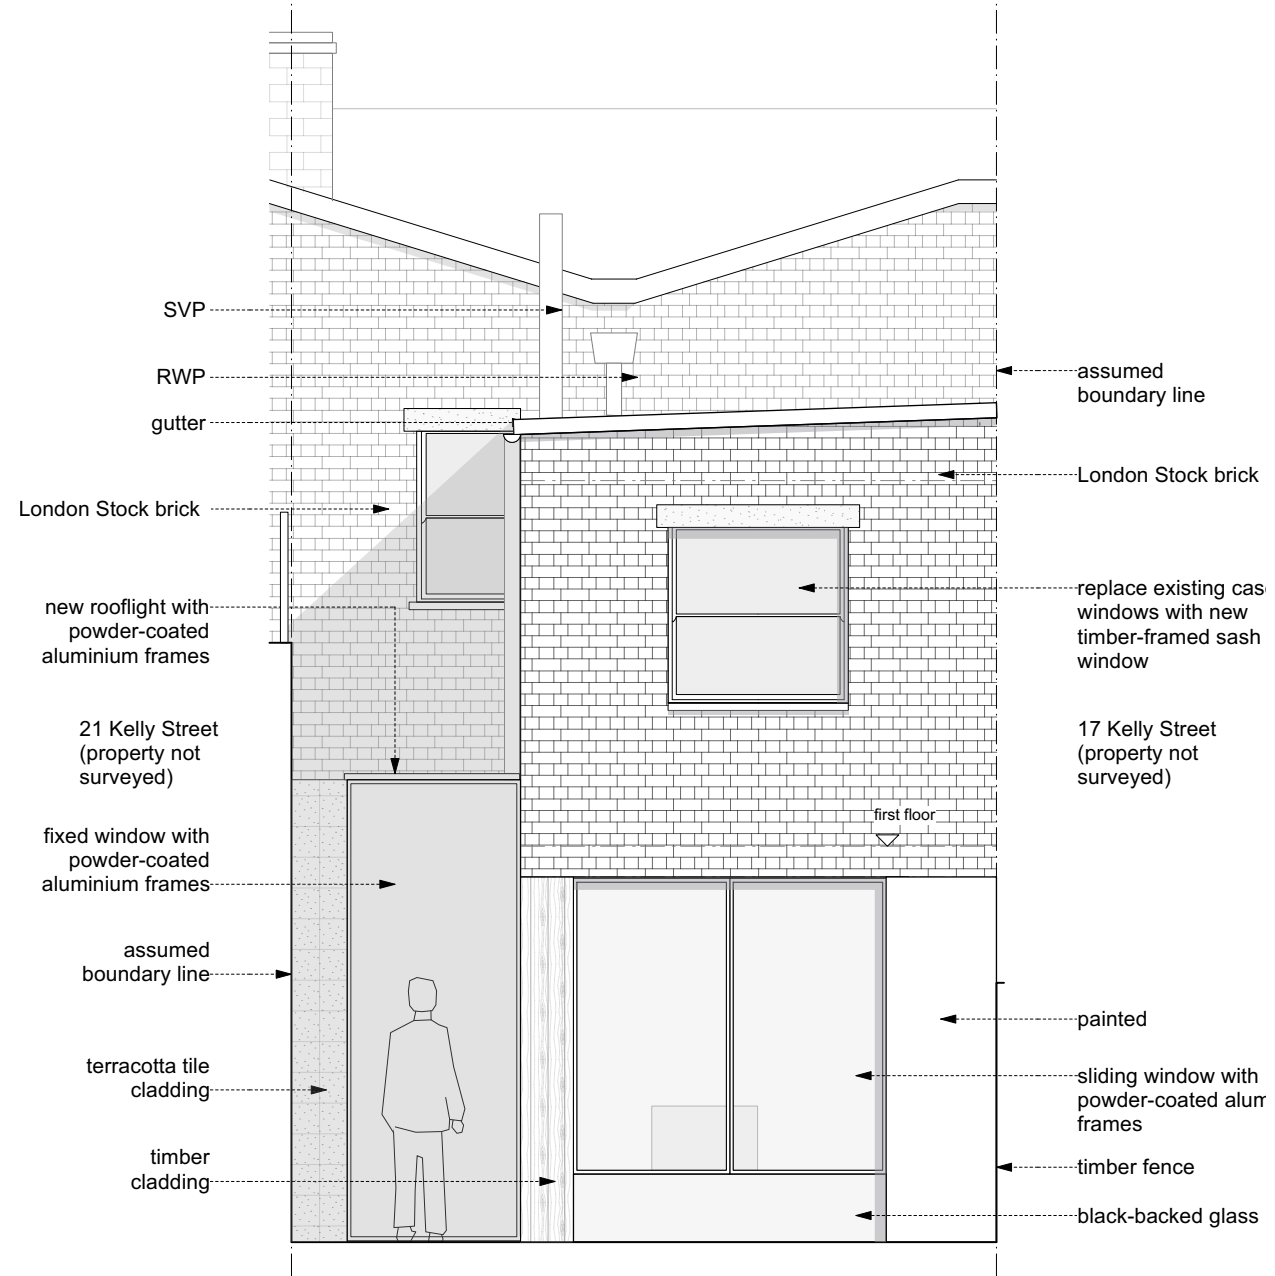 SVP
RWP
gutter
London Stock brick
new rooflight with
powder-coated
aluminium frames
21 Kelly Street
(property not
surveyed)
fixed window with
powder-coated
aluminium frames
assumed
boundary line
terracotta tile
cladding
timber
cladding
first floor
assumed
boundary line
London Stock brick
replace existing
windows with new
timber-framed sash
window
17 Kelly Street
(property not
surveyed)
painted
sliding window with
powder-coated
frames
timber fence
black-backed glass